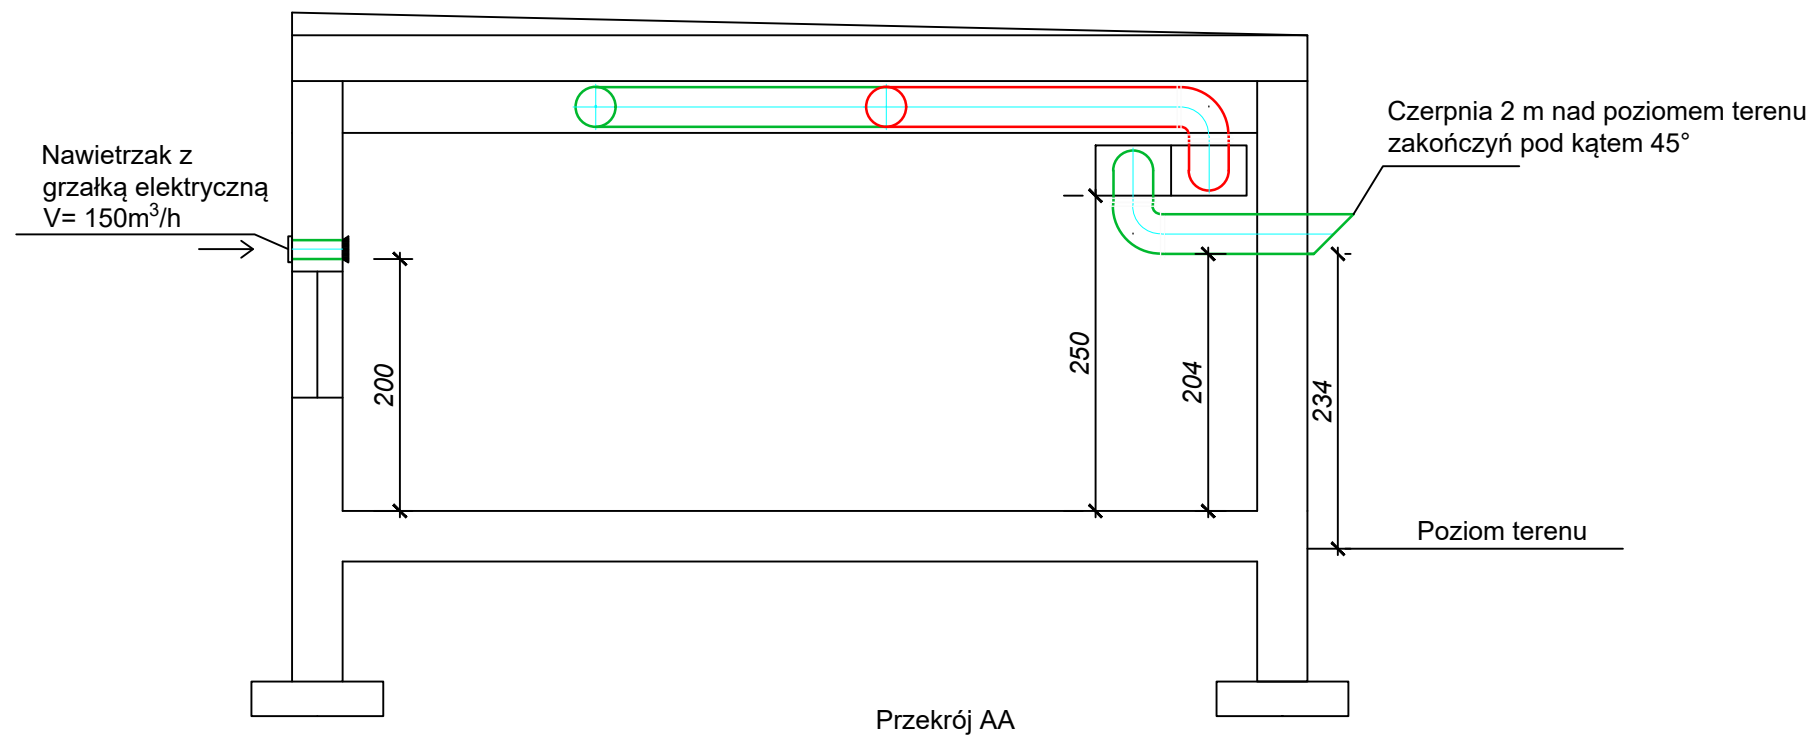 Czerpnia 2 m nad poziomem terenu
zakończyń pod kątem 45°
Nawietrzak z
grzałką elektryczną
V= 150m³/h
200
250
204
234
Poziom terenu
Przekrój AA